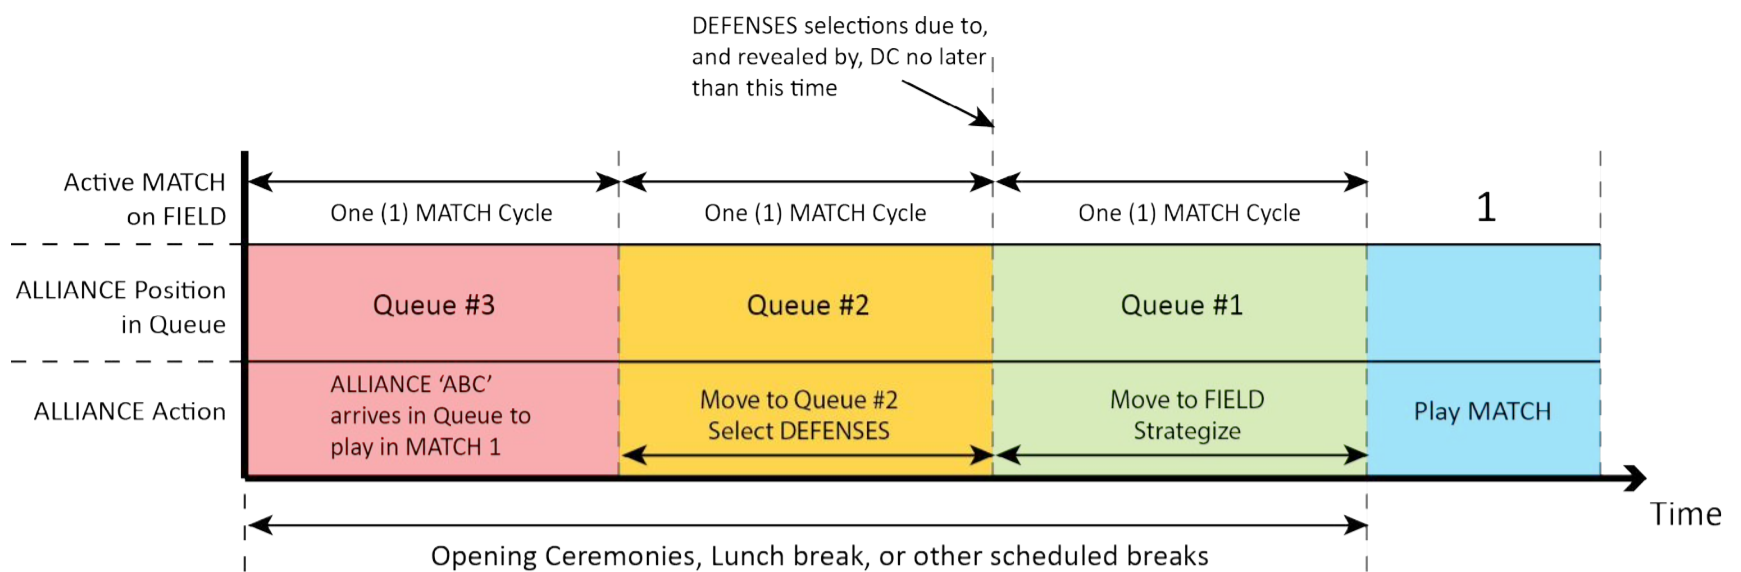 DEFENSES selections due to,
and revealed by, DC no later
than this time
Active MATCH
on FIELD
One (1) MATCH Cycle
One (1) MATCH Cycle
One (1) MATCH Cycle
1
ALLIANCE Position
in Queue
Queue #3
Queue #2
Queue #1
ALLIANCE Action
ALLIANCE ‘ABC’
arrives in Queue to
play in MATCH 1
Move to Queue #2
Select DEFENSES
Move to FIELD
Strategize
Play MATCH
Time
Opening Ceremonies, Lunch break, or other scheduled breaks